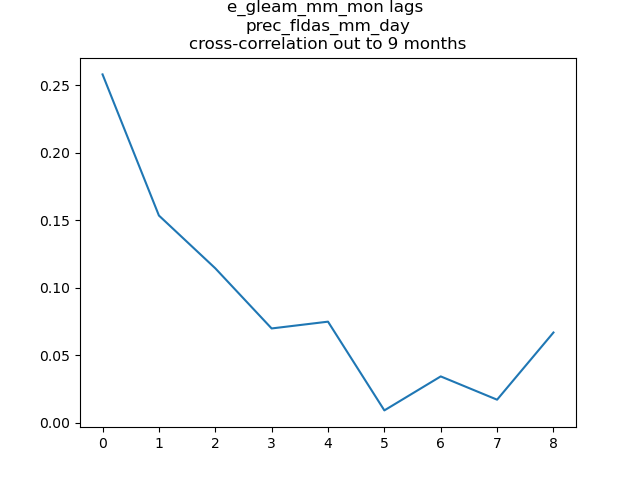 e_gleam_mm_mon lags
prec_fldas_mm_day
cross-correlation out to 9 months
0.25
0.20
0.15
0.10
0.05
0.00
0 1 2 3 4 5 6 7 8